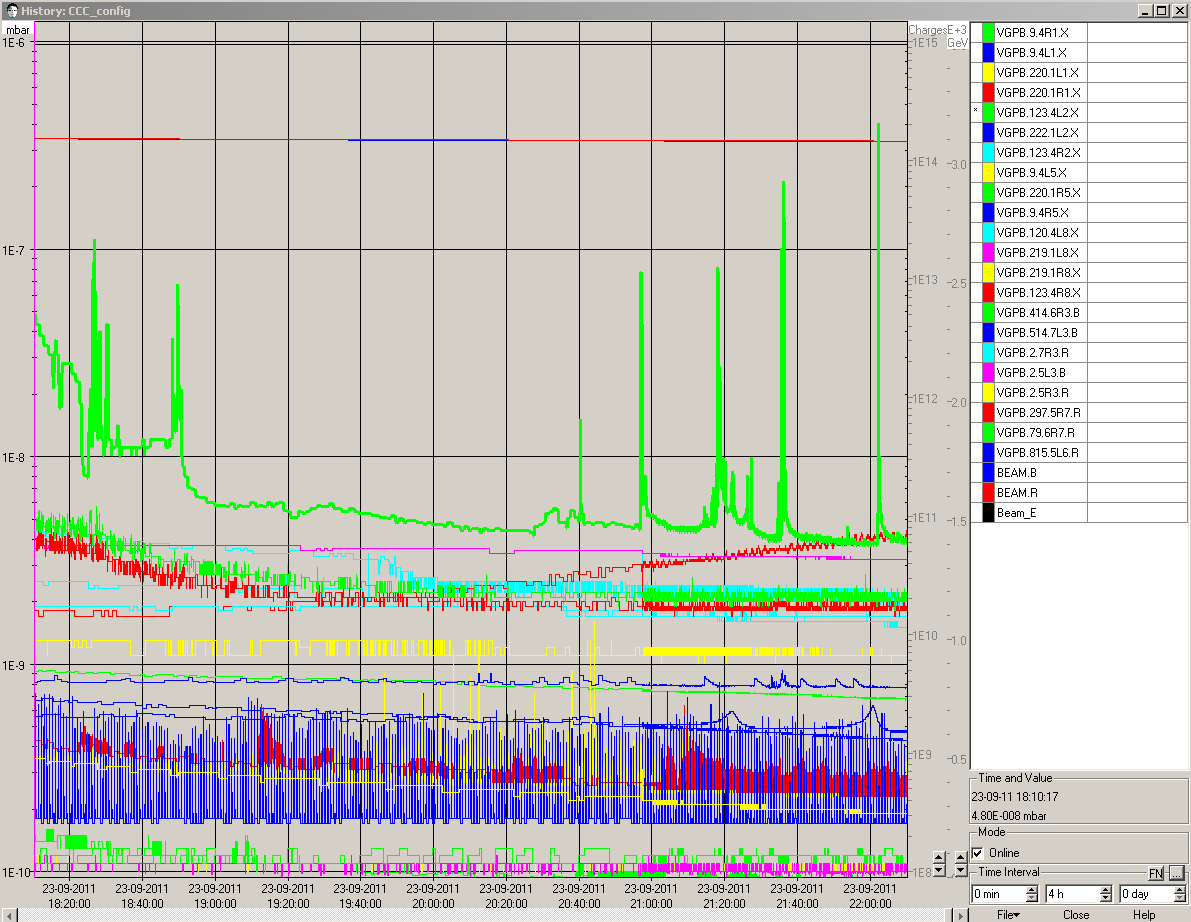 History: CCC_config
mbar
1E-6
1E-7
1E-8
1E-9
1E-10
ChargesE+3
GeV
1E15
1E14
1E13
1E12
1E11
1E10
1E9
1E8
3.0
2.5
2.0
1.5
1.0
0.5
23-09-2011 23-09-2011 23-09-2011 23-09-2011 23-09-2011 23-09-2011 23-09-2011 23-09-2011 23-09-2011 23-09-2011 23-09-2011 23-09-2011
18:20:00 18:40:00 19:00:00 19:20:00 19:40:00 20:00:00 20:20:00 20:40:00 21:00:00 21:20:00 21:40:00 22:00:00
VGPB.9.4R1.X
VGPB.9.4L1.X
VGPB.220.1L1.X
VGPB.220.1R1.X
* VGPB.123.4L2.X
VGPB.222.1L2.X
VGPB.123.4R2.X
VGPB.9.4L5.X
VGPB.220.1R5.X
VGPB.9.4R5.X
VGPB.120.4L8.X
VGPB.219.1L8.X
VGPB.219.1R8.X
VGPB.123.4R8.X
VGPB.414.6R3.B
VGPB.514.7L3.B
VGPB.2.7R3.R
VGPB.2.5L3.B
VGPB.2.5R3.R
VGPB.297.5R7.R
VGPB.79.6R7.R
VGPB.815.5L6.R
BEAM.B
BEAM.R
Beam_E
Time and Value
23-09-11 18:10:17
4.80E-008 mbar
Mode
Online
Time Interval FN ...
0 min 4 h 0 day
File Close Help